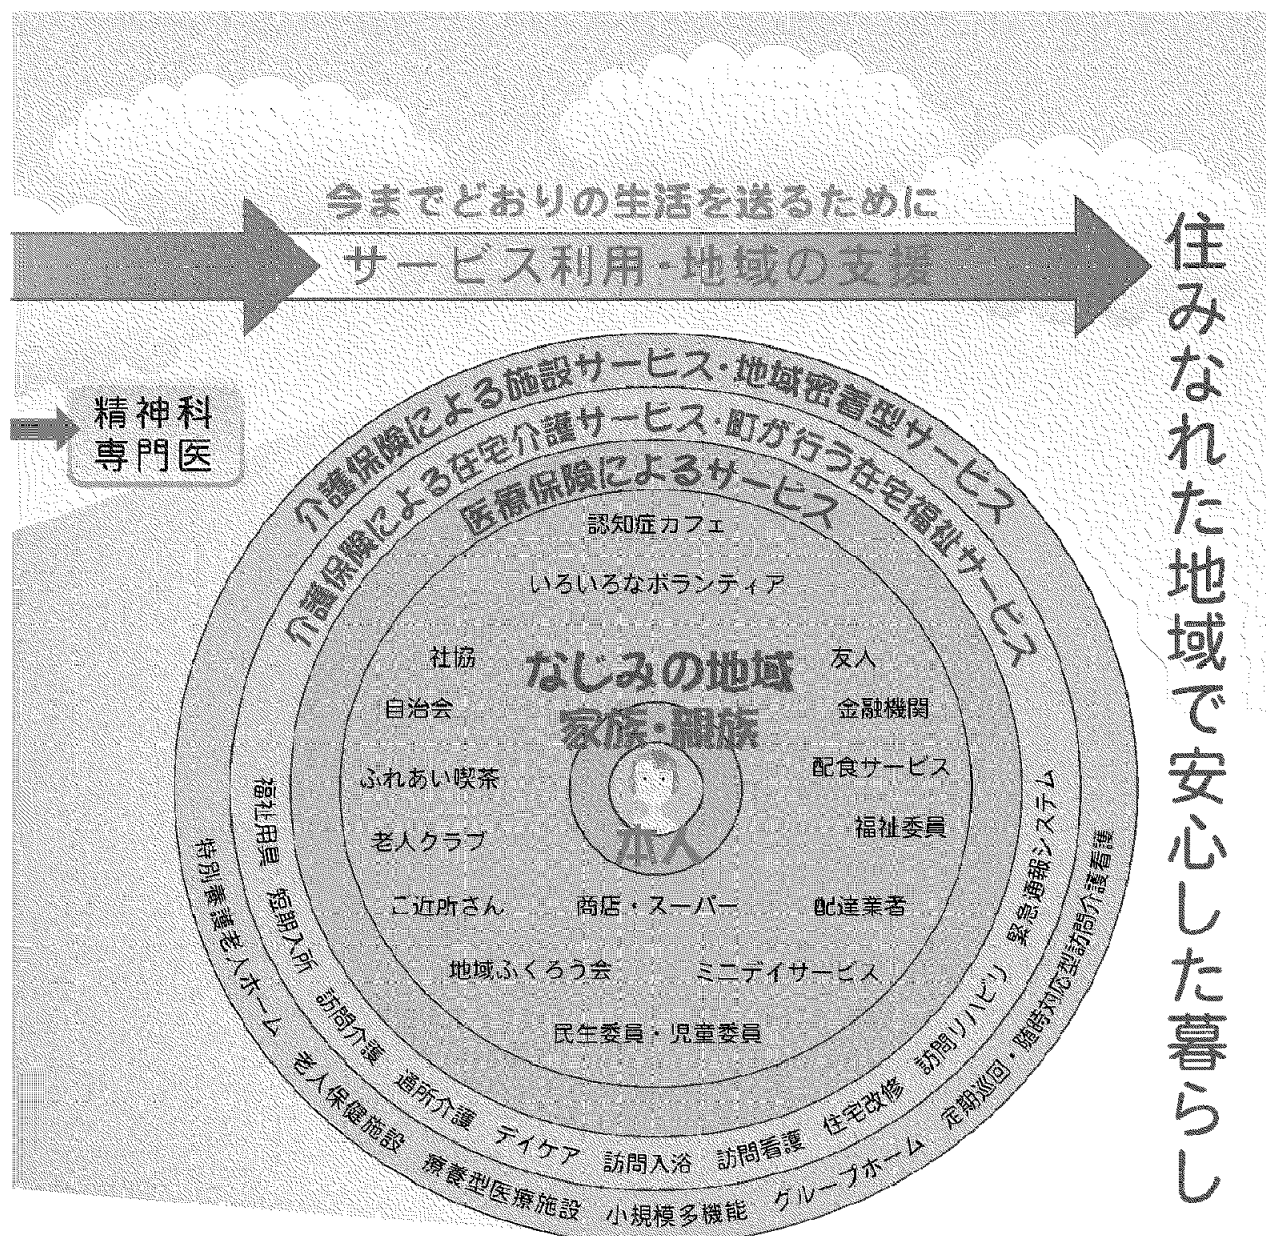 今までどおりの生活を送るために
サービス利用・地域の支援
住みなれた地域で安心した暮らし
精神科
専門医
介護保険による施設サービス・地域密着型サービス
介護保険による在宅介護サービス・町が行う在宅福祉サービス
医療保険によるサービス
認知症カフェ
いろいろなボランティア
社協
なじみの地域
友人
自治会
家族・親族
金融機関
ふれあい喫茶
配食サービス
本人
老人クラブ
福祉委員
ご近所さん
商店・スーパー
配達業者
地域ふくろう会
ミニデイサービス
民生委員・児童委員
福祉用具
短期入所
訪問介護
通所介護
デイケア
訪問入浴
訪問看護
住宅改修
訪問リハビリ
緊急通報システム
特別養護老人ホーム
老人保健施設
療養型医療施設
小規模多機能
グループホーム
定期巡回・随時対応型訪問介護看護